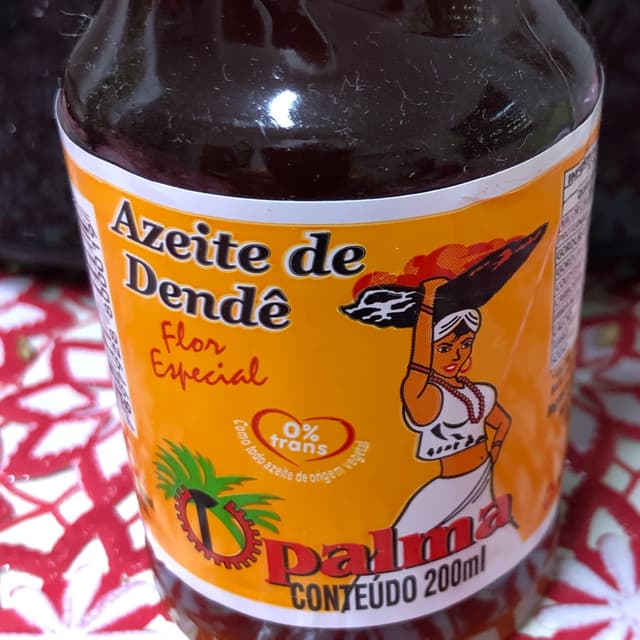 Azeite de
Dendê
Flor
Especial
0%
trans
Como todo azeite de origem vegetal
palma
CONTEÚDO 200ml